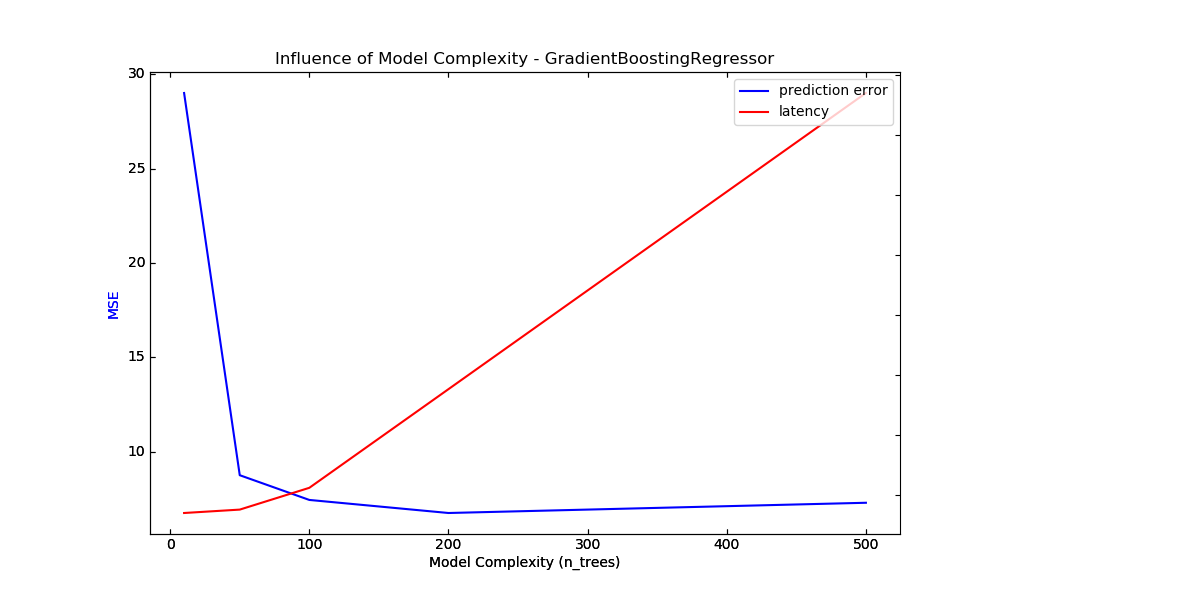 Influence of Model Complexity - GradientBoostingRegressor
30
25
20
15
10
MSE
prediction error
latency
0 100 200 300 400 500
Model Complexity (n_trees)